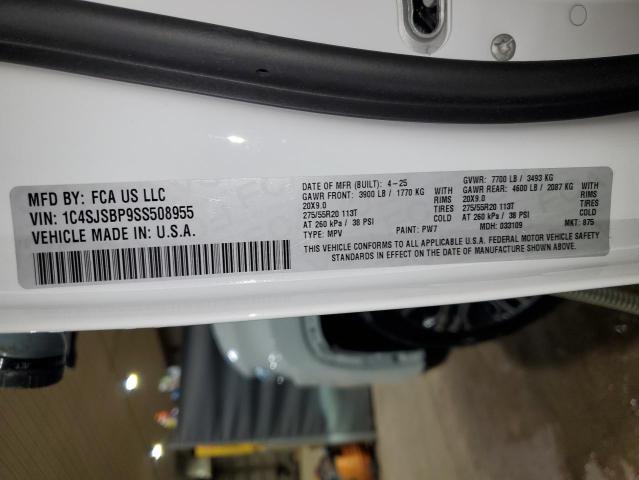 MFD BY: FCA US LLC
VIN: 1C4SJSBP9SS508955
VEHICLE MADE IN: U.S.A.
DATE OF MFR (BUILT): 4-25
GAWR FRONT: 3900 LB / 1770 KG WITH
20X9.0 RIMS
275/55R20 113T TIRES
AT 260 kPa / 38 PSI
TYPE: MPV PAINT: PW7
GVWR: 7700 LB / 3493 KG
GAWR REAR: 4600 LB / 2087 KG WITH
20X9.0 RIMS
275/55R20 113T TIRES
AT 260 kPa / 38 PSI
MDH: 033109 MKT: 875
THIS VEHICLE CONFORMS TO ALL APPLICABLE U.S.A. FEDERAL MOTOR VEHICLE SAFETY
STANDARDS IN EFFECT ON THE DATE OF MANUFACTURE SHOWN ABOVE.